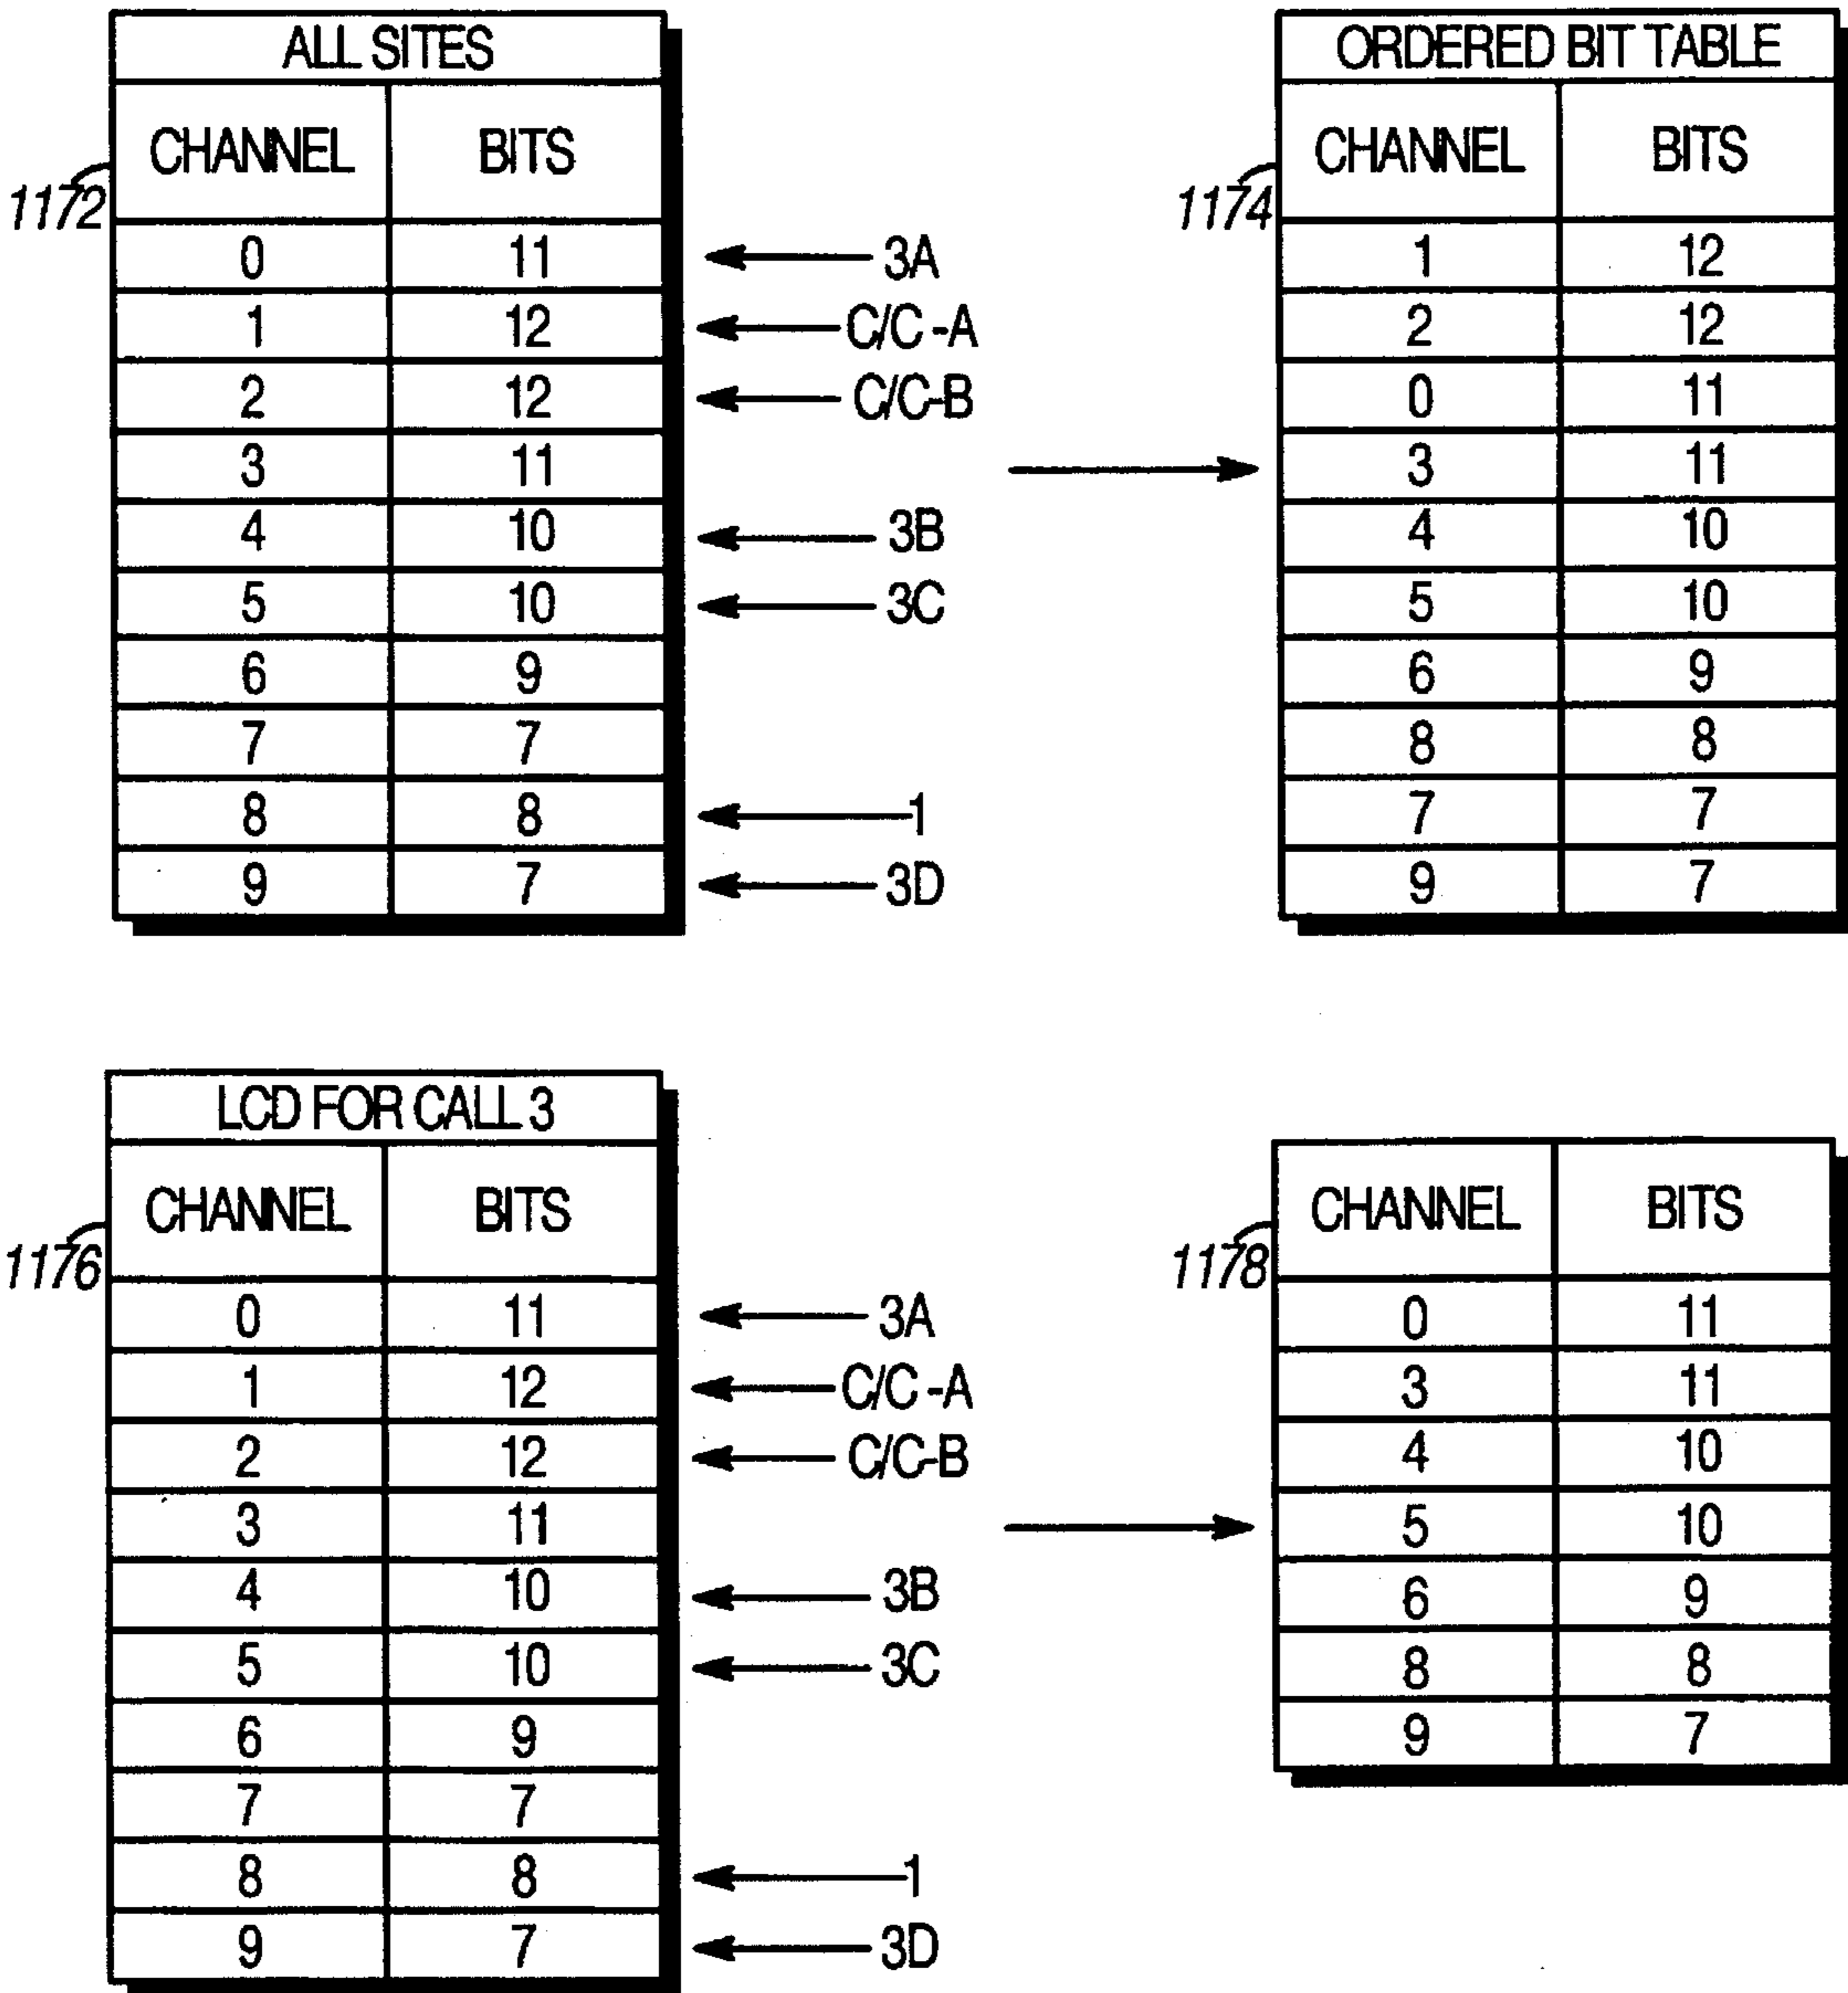 ALL SITES
CHANNEL BITS
1172
0 11 3A
1 12 C/C-A
2 12 C/C-B
3 11
4 10 3B
5 10 3C
6 9
7 7
8 8 1
9 7 3D
ORDERED BIT TABLE
CHANNEL BITS
1174
1 12
2 12
0 11
3 11
4 10
5 10
6 9
8 8
7 7
9 7
LCD FOR CALL 3
CHANNEL BITS
1176
0 11 3A
1 12 C/C-A
2 12 C/C-B
3 11
4 10 3B
5 10 3C
6 9
7 7
8 8 1
9 7 3D
CHANNEL BITS
1178
0 11
3 11
4 10
5 10
6 9
8 8
9 7